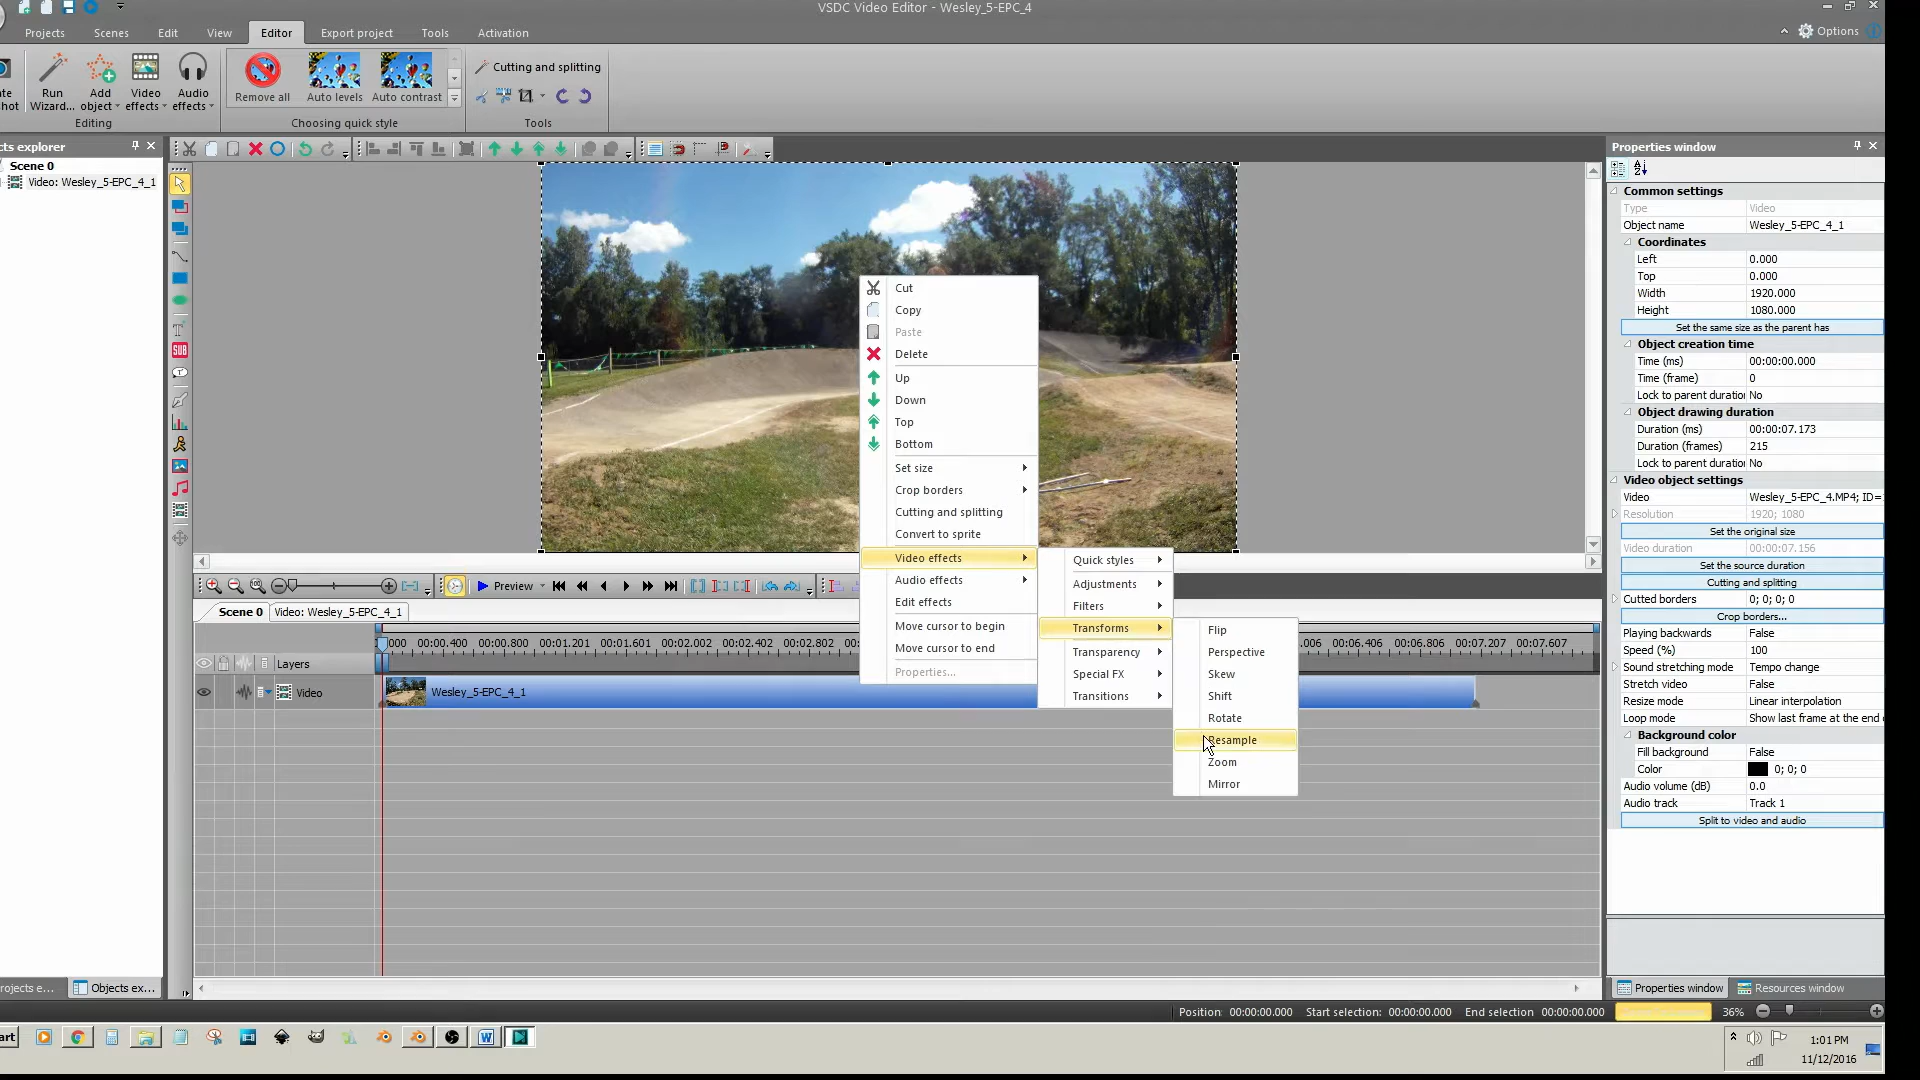 VSDC Video Editor - Wesley_5-EPC_4
Projects Scenes Edit View Editor Export project Tools Activation
Options
Run Wizard...
Add object
Video effects
Audio effects
Editing
Remove all Auto levels Auto contrast
Choosing quick style
Cutting and splitting
Tools
cts explorer
Scene 0
Video: Wesley_5-EPC_4_1
Cut
Copy
Paste
Delete
Up
Down
Top
Bottom
Set size
Crop borders
Cutting and splitting
Convert to sprite
Video effects
Audio effects
Edit effects
Move cursor to begin
Move cursor to end
Properties...
Quick styles
Adjustments
Filters
Transforms
Transparency
Special FX
Transitions
Flip
Perspective
Skew
Shift
Rotate
Resample
Zoom
Mirror
T
SUB
Preview
Scene 0 Video: Wesley_5-EPC_4_1
000 00:00.400 00:00.800 00:01.201 00:01.601 00:02.002 00:02.402 00:02.802 00: .006 00:06.406 00:06.806 00:07.207 00:07.607
Layers
Video
Wesley_5-EPC_4_1
Properties window
Common settings
Type Video
Object name Wesley_5-EPC_4_1
Coordinates
Left 0.000
Top 0.000
Width 1920.000
Height 1080.000
Set the same size as the parent has
Object creation time
Time (ms) 00:00:00.000
Time (frame) 0
Lock to parent duratior No
Object drawing duration
Duration (ms) 00:00:07.173
Duration (frames) 215
Lock to parent duratior No
Video object settings
Video Wesley_5-EPC_4.MP4; ID=
Resolution 1920; 1080
Set the original size
Video duration 00:00:07.156
Set the source duration
Cutting and splitting
Cutted borders 0; 0; 0; 0
Crop borders...
Playing backwards False
Speed (%) 100
Sound stretching mode Tempo change
Stretch video False
Resize mode Linear interpolation
Loop mode Show last frame at the end o
Background color
Fill background False
Color 0; 0; 0
Audio volume (dB) 0.0
Audio track Track 1
Split to video and audio
rojects e... Objects ex...
Properties window Resources window
Position: 00:00:00.000 Start selection: 00:00:00.000 End selection 00:00:00.000 36%
art
1:01 PM
11/12/2016